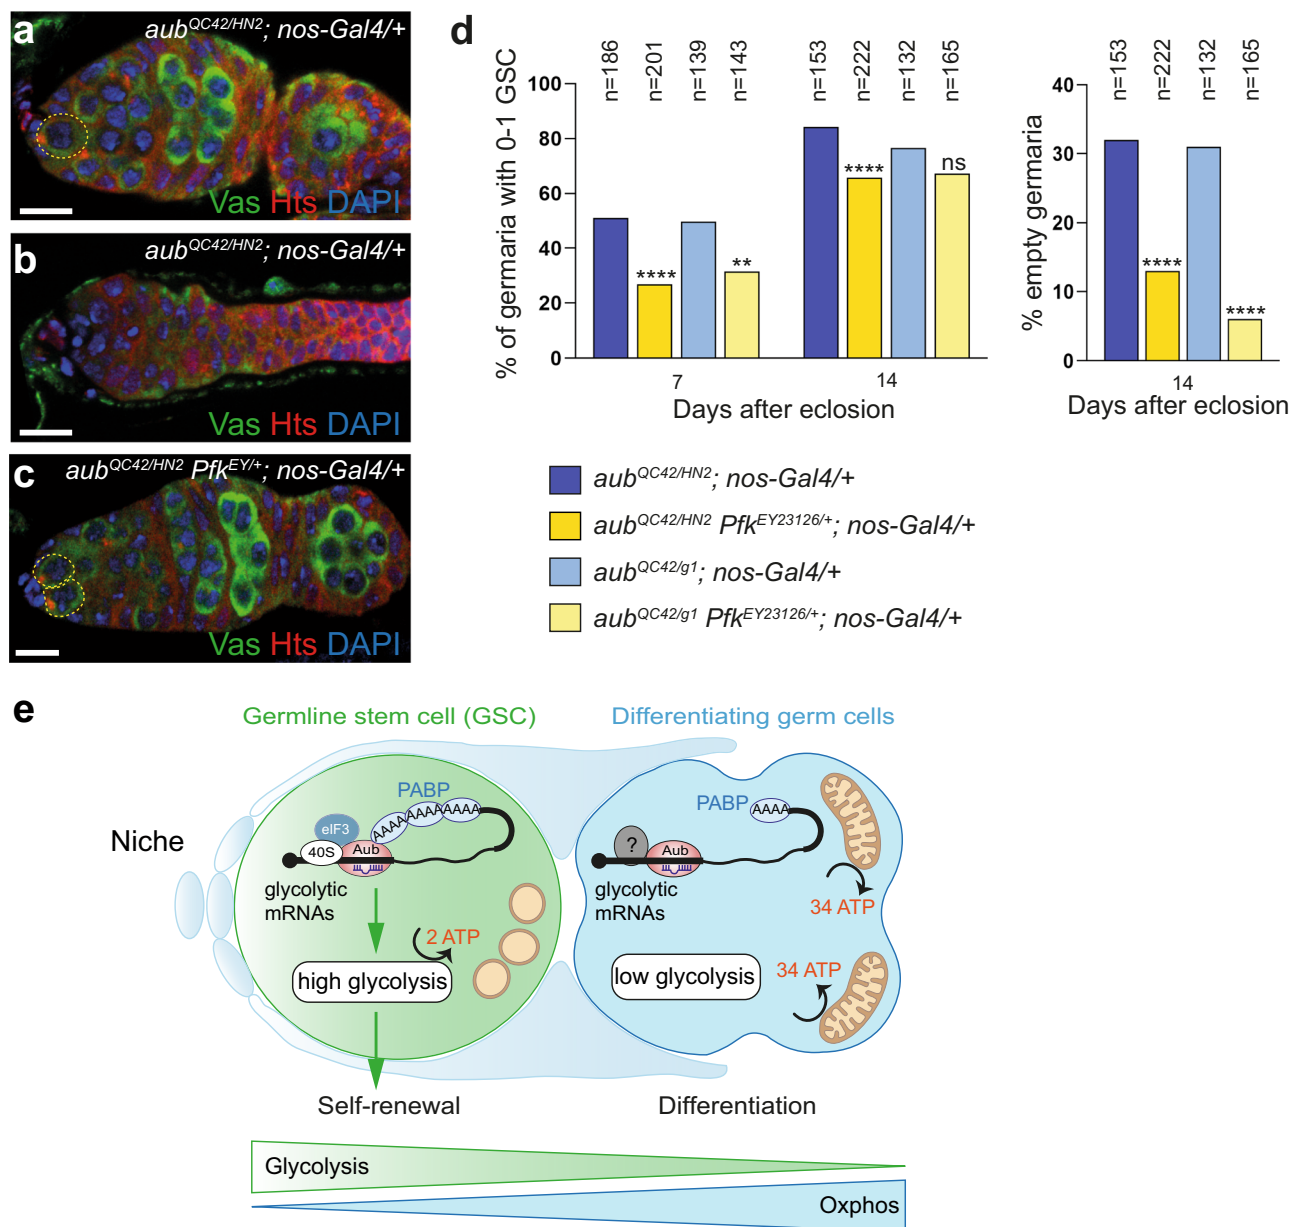 a
aub^QC42/HN2; nos-Gal4/+
Vas Hts DAPI
b
aub^QC42/HN2; nos-Gal4/+
Vas Hts DAPI
c
aub^QC42/HN2 Pfk^EY/+; nos-Gal4/+
Vas Hts DAPI
d
% of germaria with 0-1 GSC
100
80
60
40
20
0
n=186
n=201
n=139
n=143
n=153
n=222
n=132
n=165
****
**
****
ns
7
14
Days after eclosion
% empty germaria
40
30
20
10
0
n=153
n=222
n=132
n=165
****
****
14
Days after eclosion
aub^QC42/HN2; nos-Gal4/+
aub^QC42/HN2 Pfk^EY23126/+; nos-Gal4/+
aub^QC42/g1; nos-Gal4/+
aub^QC42/g1 Pfk^EY23126/+; nos-Gal4/+
e
Germline stem cell (GSC)
Differentiating germ cells
Niche
PABP
AAAA AAAA AAAA
eIF3
40S
Aub
glycolytic
mRNAs
2 ATP
high glycolysis
PABP
AAAA
?
Aub
glycolytic
mRNAs
34 ATP
low glycolysis
34 ATP
Self-renewal
Differentiation
Glycolysis
Oxphos